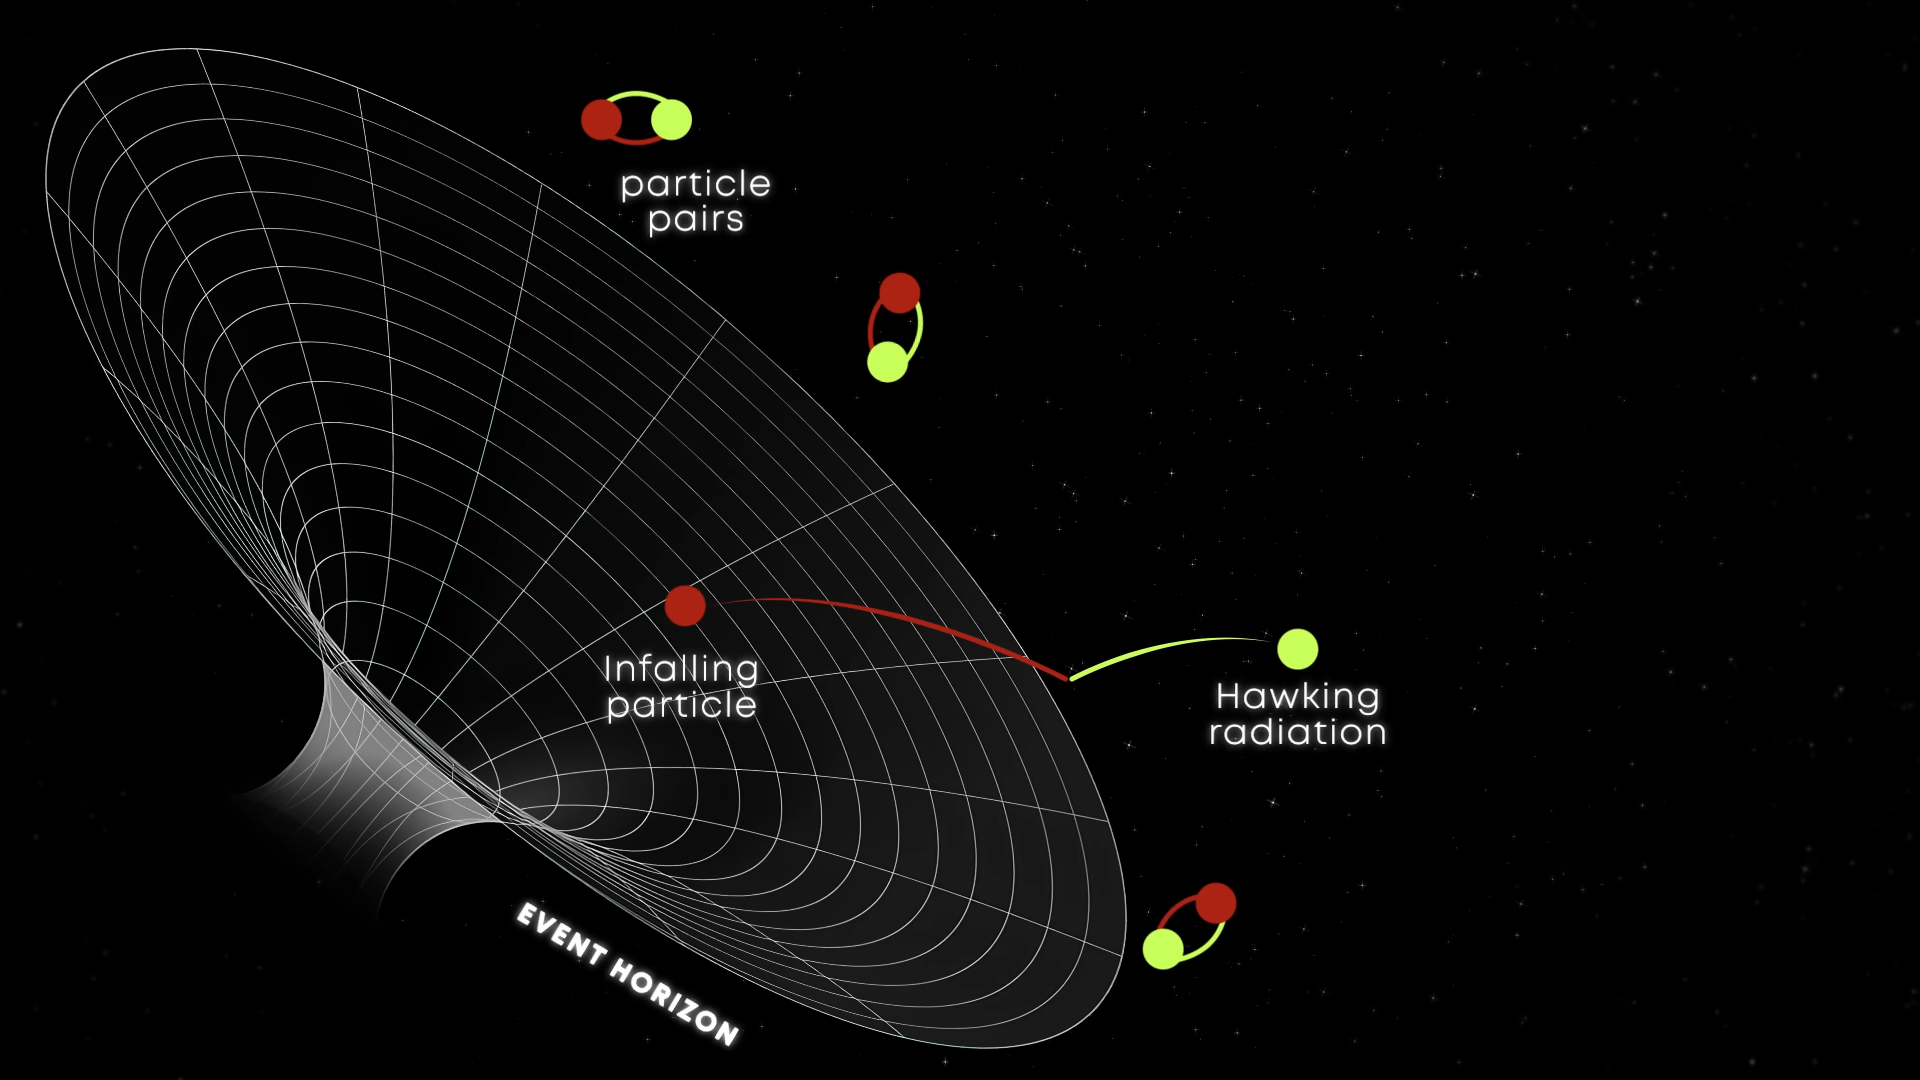 particle
pairs
Infalling
particle
Hawking
radiation
EVENT HORIZON